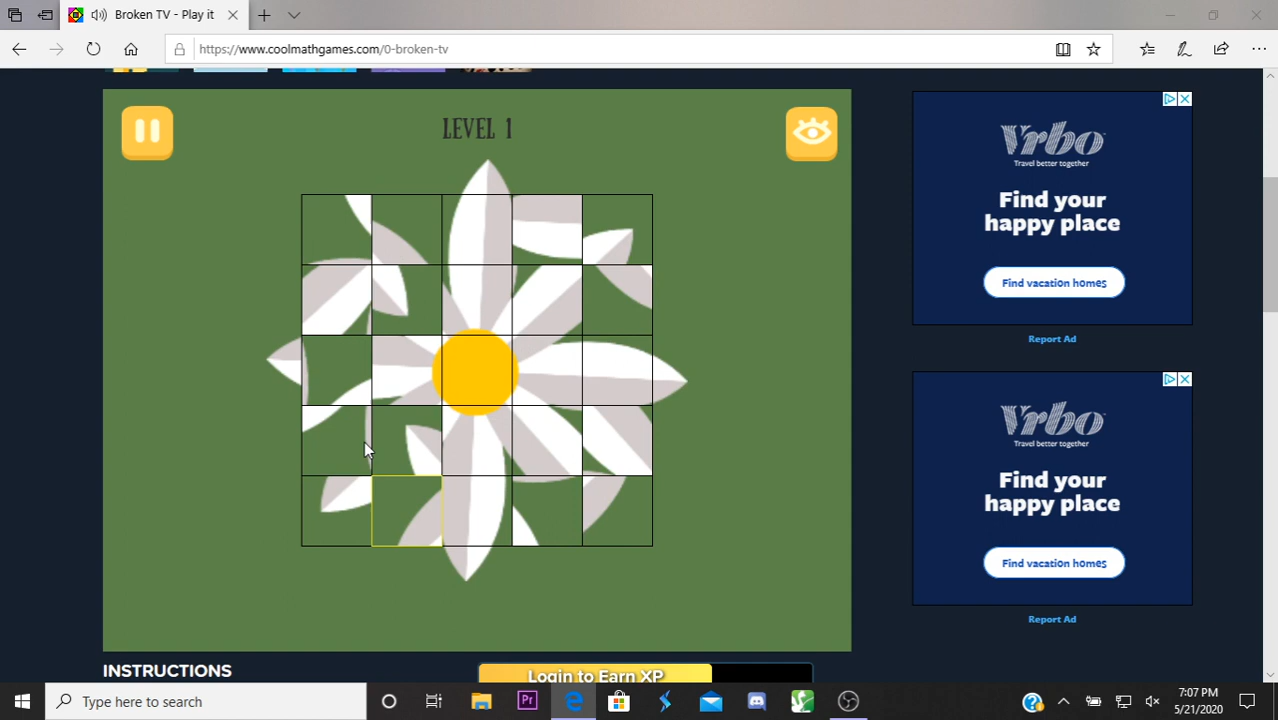 Broken TV - Play it
https://www.coolmathgames.com/0-broken-tv
LEVEL 1
Vrbo
Travel better together
Find your
happy place
Find vacation homes
Report Ad
Vrbo
Travel better together
Find your
happy place
Find vacation homes
Report Ad
INSTRUCTIONS
Login to Earn XP
Type here to search
Pr
7:07 PM
5/21/2020